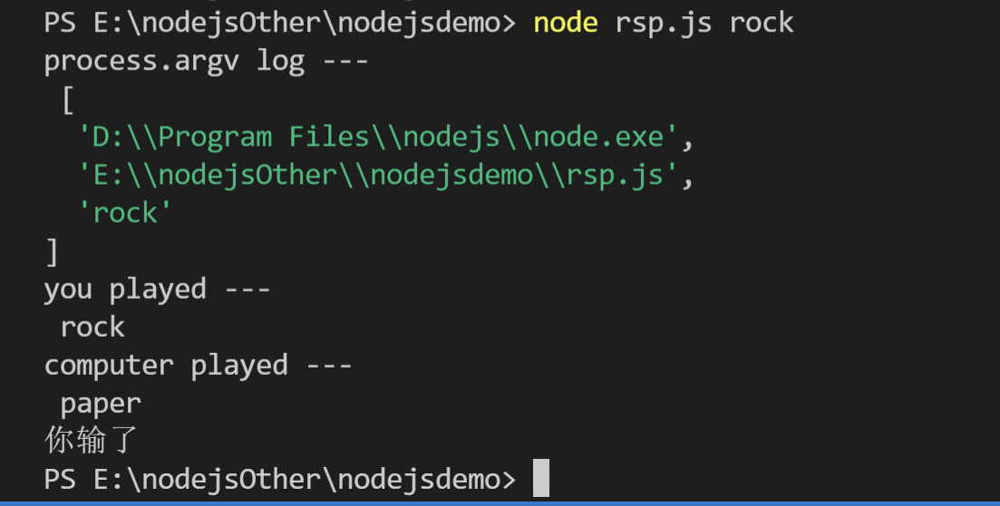 PS E:\nodejsOther\nodejsdemo> node rsp.js rock
process.argv log ---
[
'D:\\Program Files\\nodejs\\node.exe',
'E:\\nodejsOther\\nodejsdemo\\rsp.js',
'rock'
]
you played ---
rock
computer played ---
paper
你输了
PS E:\nodejsOther\nodejsdemo>